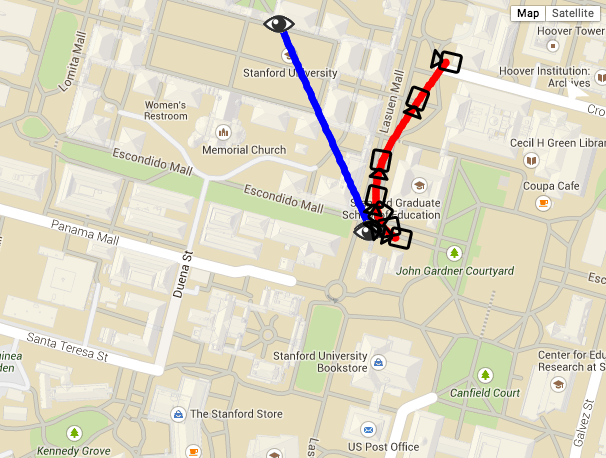 Map
Satellite
Hoover Tower
Lomita Mall
Stanford University
Lasuen Mall
Hoover Institution:
Archives
Women's
Restroom
Cro
Memorial Church
Cecil H Green Librar
Escondido Mall
Escondido Mall
Coupa Cafe
Graduate
Education
Panama Mall
Duena St
John Gardner Courtyard
Esc
Santa Teresa St
Stanford University
Bookstore
Center for Edu
Research at S
inea
den
Canfield Court
The Stanford Store
Galvez St
Las
US Post Office
Kennedy Grove